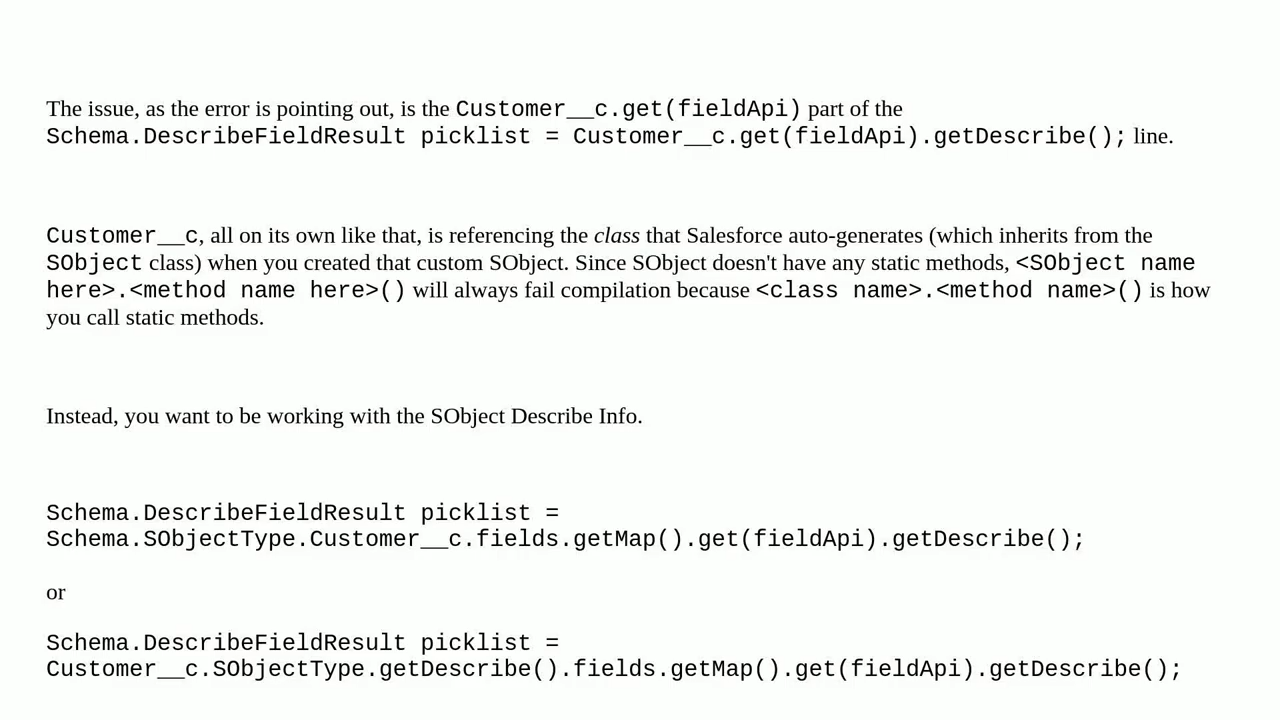 The issue, as the error is pointing out, is the Customer__c.get(fieldApi) part of the
Schema.DescribeFieldResult picklist = Customer__c.get(fieldApi).getDescribe(); line.
Customer__c, all on its own like that, is referencing the class that Salesforce auto-generates (which inherits from the
SObject class) when you created that custom SObject. Since SObject doesn't have any static methods, <SObject name
here>.<method name here>() will always fail compilation because <class name>.<method name>() is how
you call static methods.
Instead, you want to be working with the SObject Describe Info.
Schema.DescribeFieldResult picklist =
Schema.SObjectType.Customer__c.fields.getMap().get(fieldApi).getDescribe();
or
Schema.DescribeFieldResult picklist =
Customer__c.SObjectType.getDescribe().fields.getMap().get(fieldApi).getDescribe();